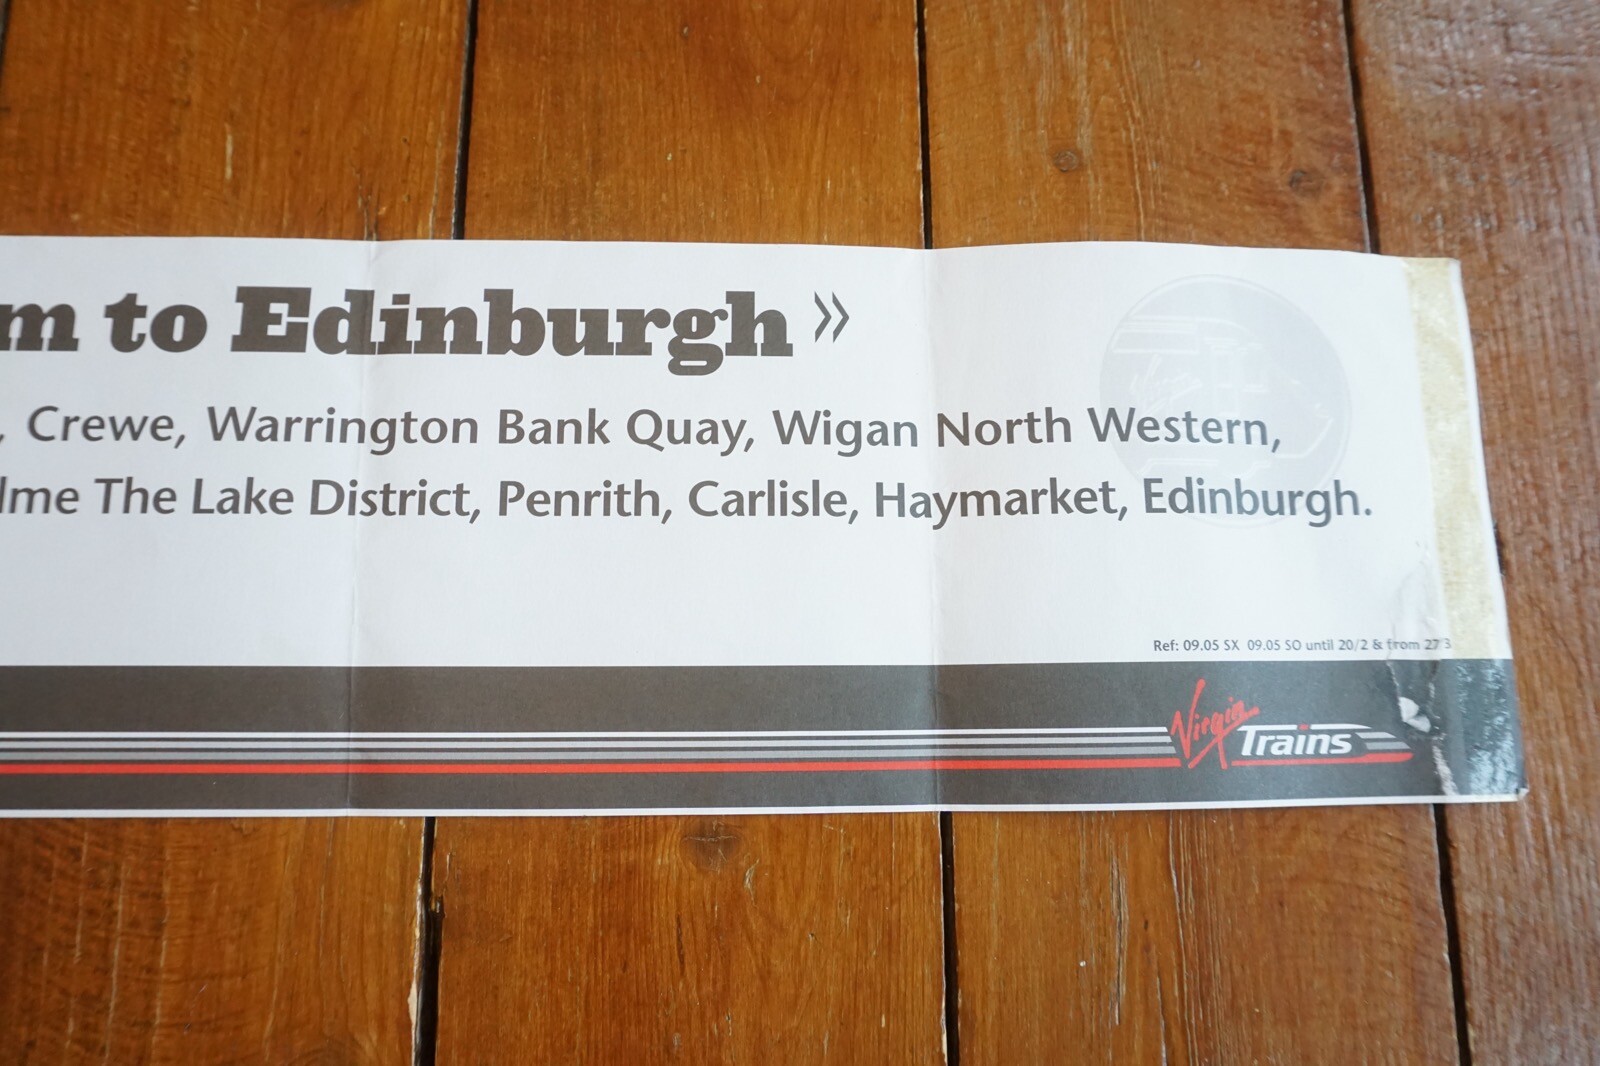 m to Edinburgh »
, Crewe, Warrington Bank Quay, Wigan North Western,
lme The Lake District, Penrith, Carlisle, Haymarket, Edinburgh.
Ref: 09.05 SX 09.05 SO until 20/2 & from 27/3
Virgin Trains